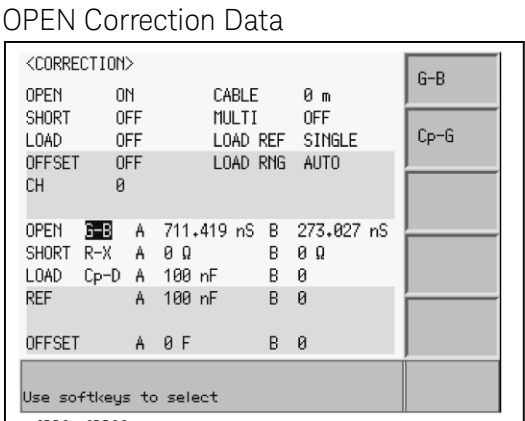 OPEN Correction Data
<CORRECTION>
G-B
OPEN ON CABLE 0 m
SHORT OFF MULTI OFF
LOAD OFF LOAD REF SINGLE
Cp-G
OFFSET OFF LOAD RNG AUTO
CH 0
OPEN G-B A 711.419 nS B 273.027 nS
SHORT R-X A 0 Ω B 0 Ω
LOAD Cp-D A 100 nF B 0
REF A 100 nF B 0
OFFSET A 0 F B 0
Use softkeys to select